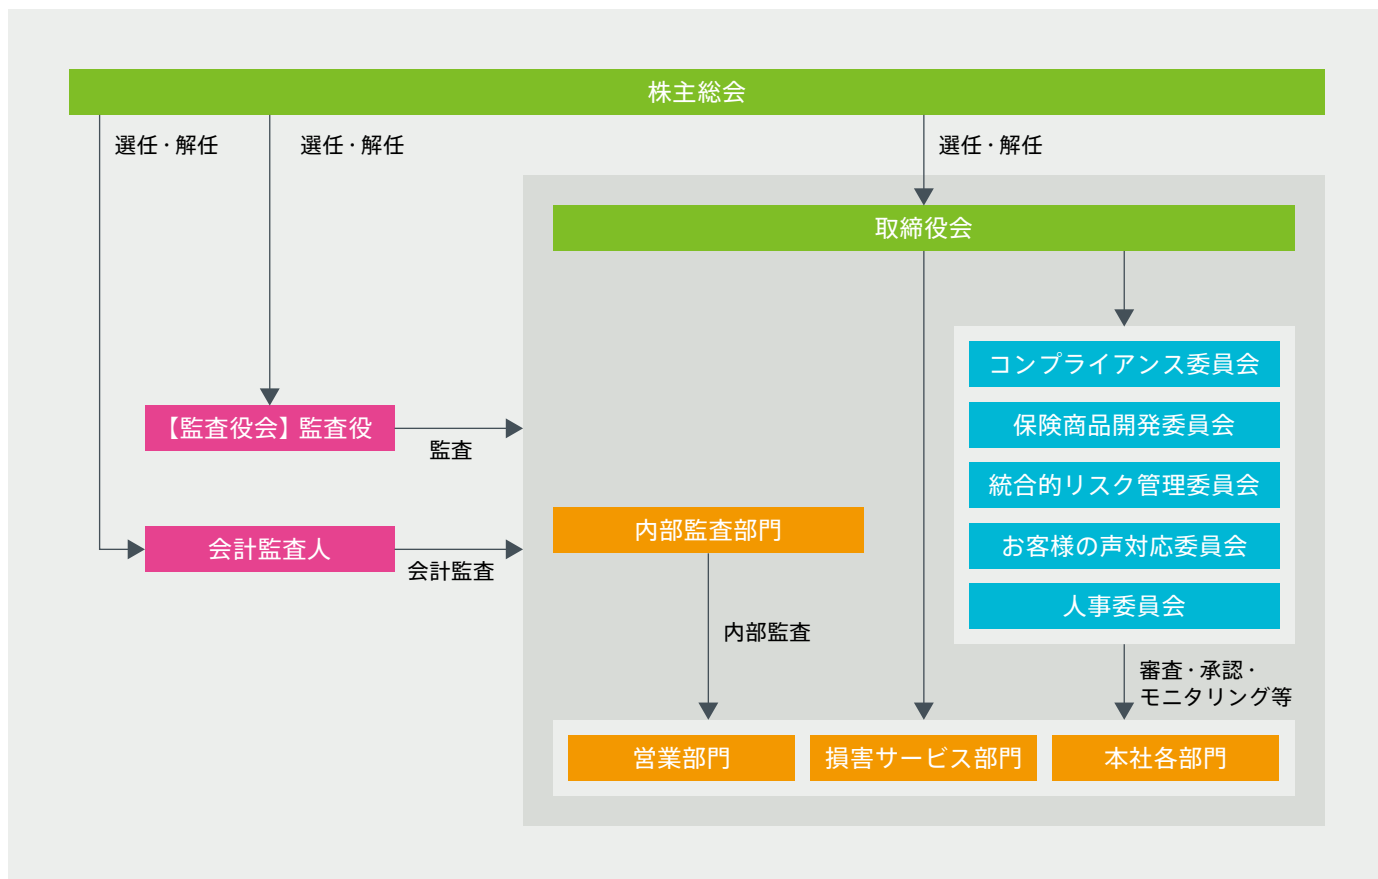 株主総会
選任・解任
選任・解任
選任・解任
取締役会
コンプライアンス委員会
【監査役会】監査役
保険商品開発委員会
監査
統合的リスク管理委員会
内部監査部門
会計監査人
お客様の声対応委員会
会計監査
人事委員会
内部監査
審査・承認・
モニタリング等
営業部門
損害サービス部門
本社各部門